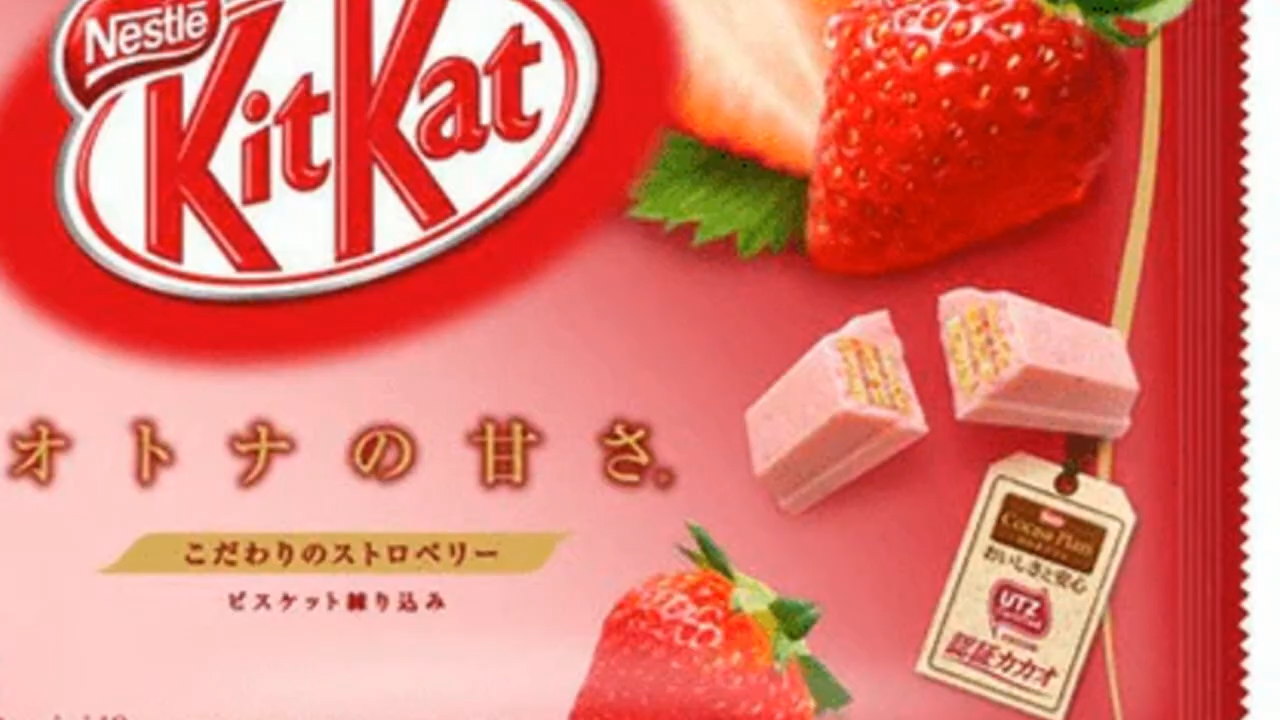 Nestlé
KitKat
オトナの甘さ。
こだわりのストロベリー
ビスケット練り込み
Cocoa Plan
おいしさと安心
UTZ
認証カカオ